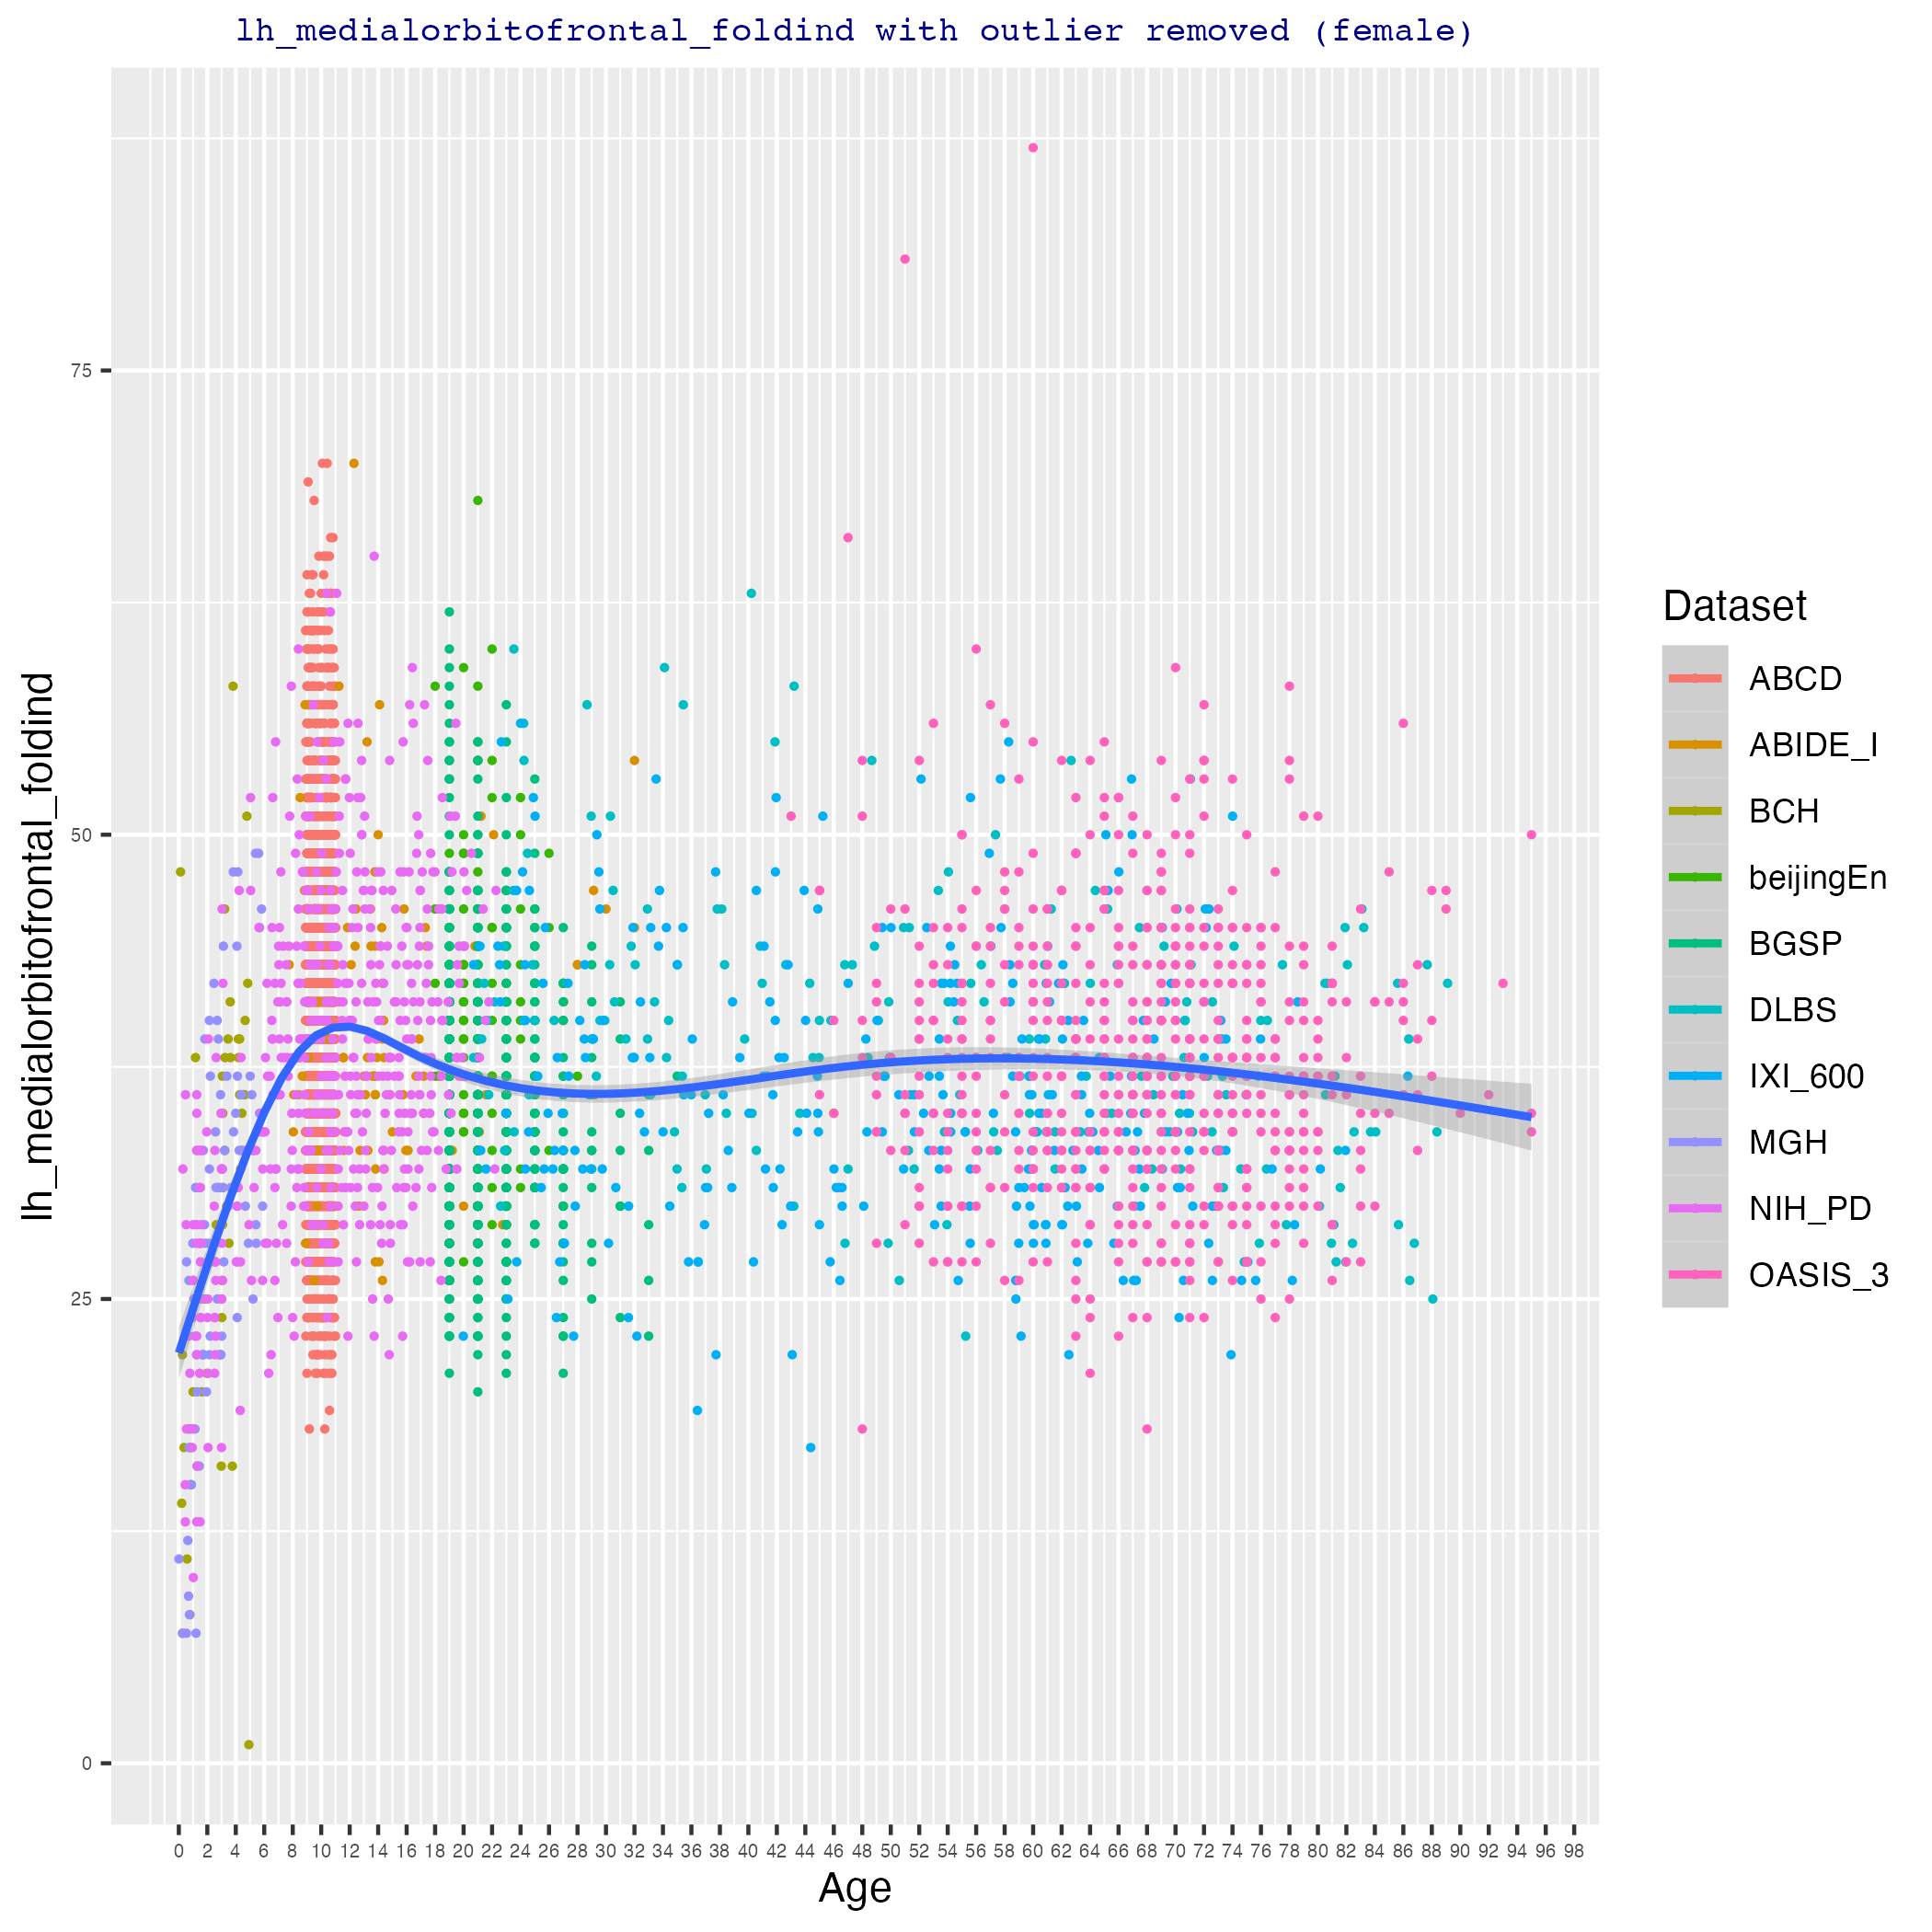 lh_medialorbitofrontal_foldind with outlier removed (female)
lh_medialorbitofrontal_foldind
75
50
25
0
0 2 4 6 8 10 12 14 16 18 20 22 24 26 28 30 32 34 36 38 40 42 44 46 48 50 52 54 56 58 60 62 64 66 68 70 72 74 76 78 80 82 84 86 88 90 92 94 96 98
Age
Dataset
ABCD
ABIDE_I
BCH
beijingEn
BGSP
DLBS
IXI_600
MGH
NIH_PD
OASIS_3